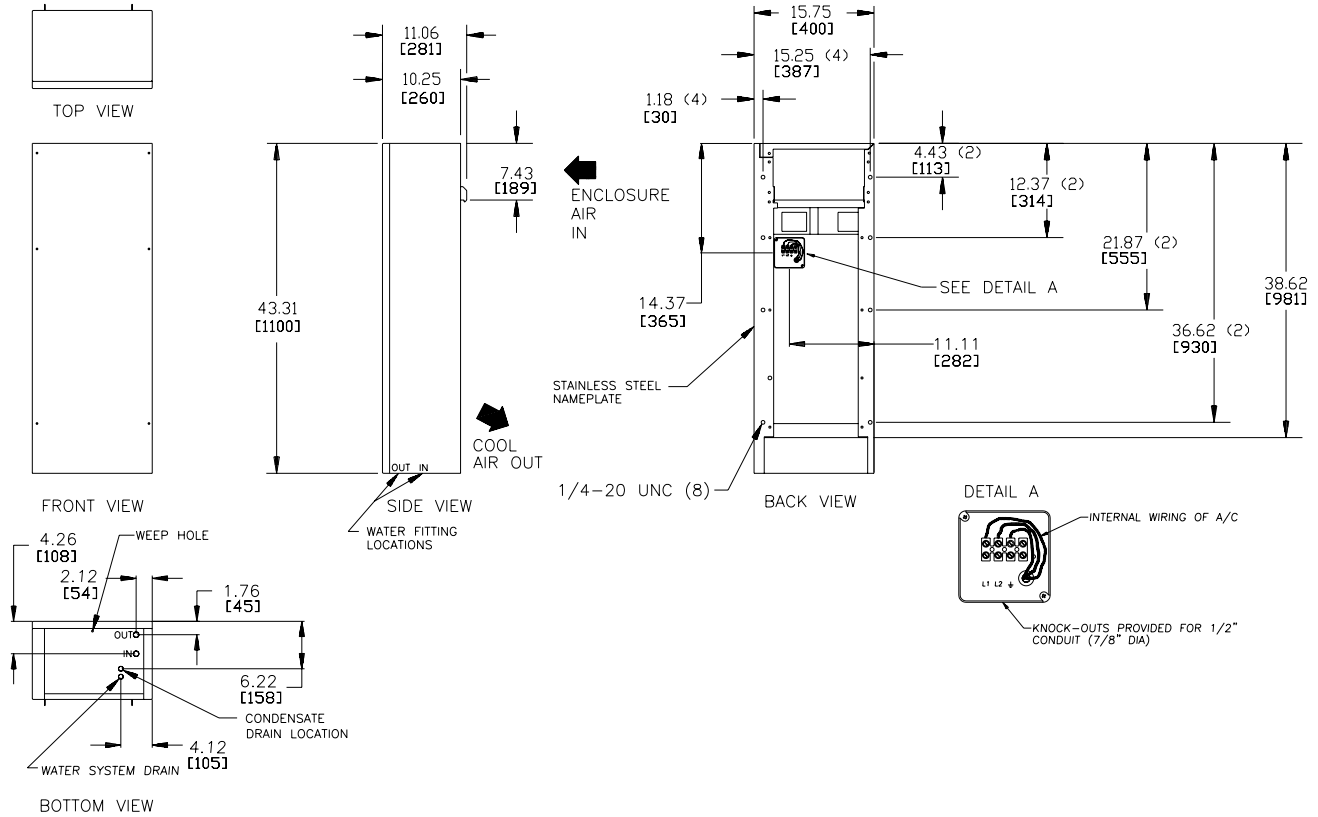 TOP VIEW
11.06
[281]
10.25
[260]
7.43
[189]
43.31
[1100]
ENCLOSURE
AIR
IN
COOL
AIR OUT
OUT IN
FRONT VIEW
SIDE VIEW
WATER FITTING
LOCATIONS
15.75
[400]
15.25 (4)
[387]
1.18 (4)
[30]
4.43 (2)
[113]
12.37 (2)
[314]
21.87 (2)
[555]
38.62
[981]
36.62 (2)
[930]
SEE DETAIL A
14.37
[365]
11.11
[282]
STAINLESS STEEL
NAMEPLATE
1/4-20 UNC (8)
BACK VIEW
DETAIL A
INTERNAL WIRING OF A/C
L1 L2 ⏚
KNOCK-OUTS PROVIDED FOR 1/2"
CONDUIT (7/8" DIA)
4.26
[108]
WEEP HOLE
2.12
[54]
1.76
[45]
OUT
IN
6.22
[158]
CONDENSATE
DRAIN LOCATION
4.12
[105]
WATER SYSTEM DRAIN
BOTTOM VIEW